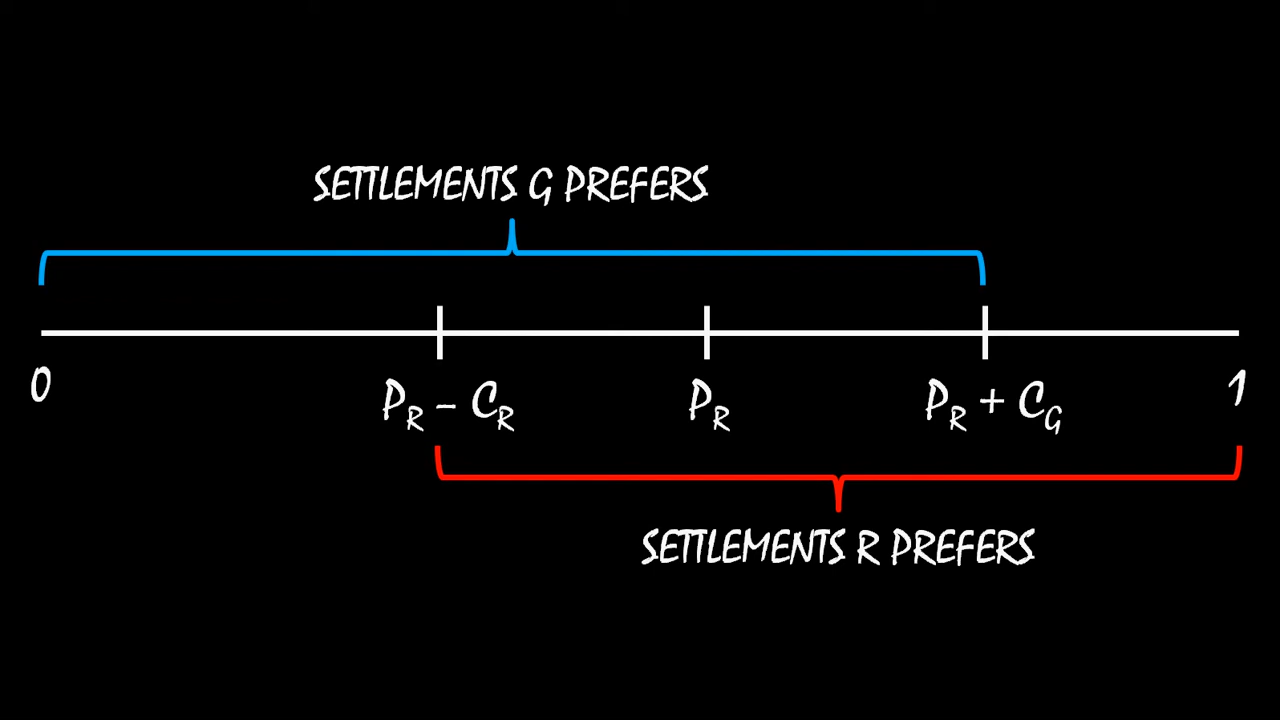 SETTLEMENTS G PREFERS
0 P_R – C_R P_R P_R + C_G 1
SETTLEMENTS R PREFERS